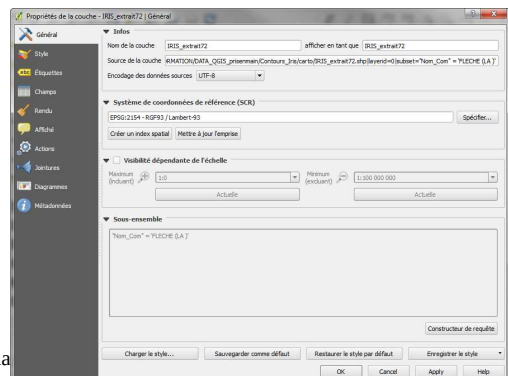 Propriétés de la couche - IRIS_extrait72 | Général
Général
Style
Étiquettes
Champs
Rendu
Affiché
Actions
Jointures
Diagrammes
Métadonnées
Infos
Nom de la couche IRIS_extrait72 afficher en tant que IRIS_extrait72
Source de la couche RMATION/DATA_QGIS_prisenmain/Contours_Iris/carto/IRIS_extrait72.shp|layerid=0|subset="Nom_Com" = 'FLECHE (LA )'
Encodage des données sources UTF-8
Système de coordonnées de référence (SCR)
EPSG:2154 - RGF93 / Lambert-93 Spécifier...
Créer un index spatial Mettre à jour l'emprise
Visibilité dépendante de l'échelle
Maximum (incluant) 1:0 Minimum (excluant) 1:100 000 000
Actuelle Actuelle
Sous-ensemble
"Nom_Com" = 'FLECHE (LA )'
Constructeur de requête
Charger le style... Sauvegarder comme défaut Restaurer le style par défaut Enregistrer le style
OK Cancel Apply Help
la